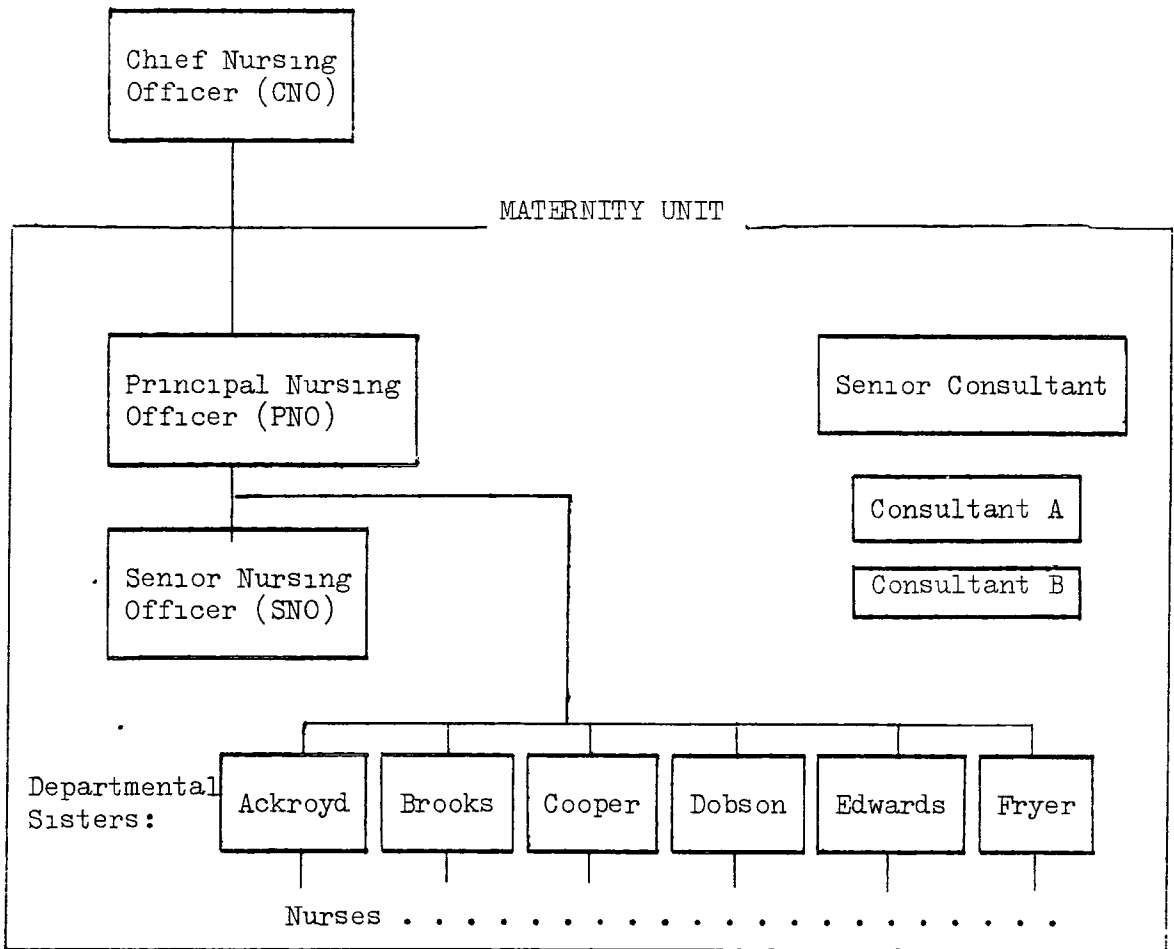 Chief Nursing
Officer (CNO)
MATERNITY UNIT
Principal Nursing
Officer (PNO)
Senior Consultant
Consultant A
Consultant B
Senior Nursing
Officer (SNO)
Departmental
Sisters:
Ackroyd
Brooks
Cooper
Dobson
Edwards
Fryer
Nurses . . . . . . . . . . . . . . . . . . . . . .